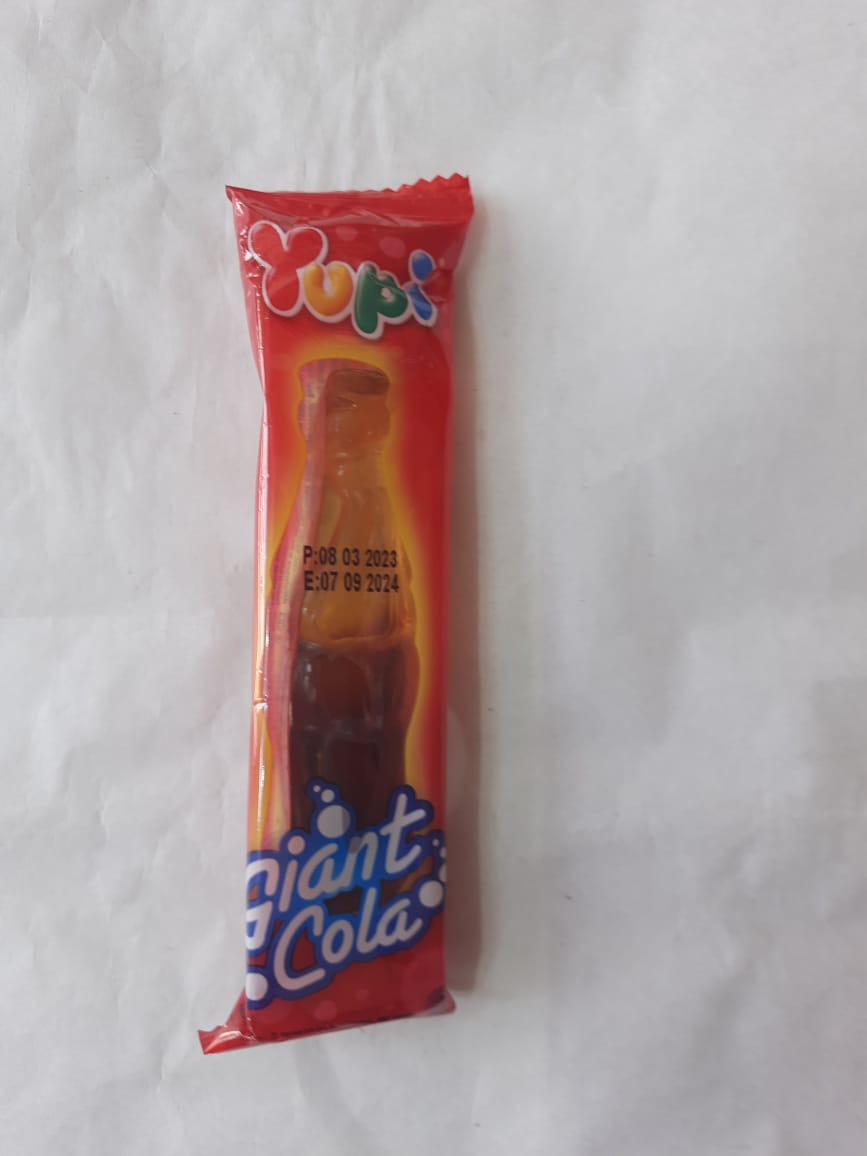 Yupi
P:08 03 2023
E:07 09 2024
Giant
Cola